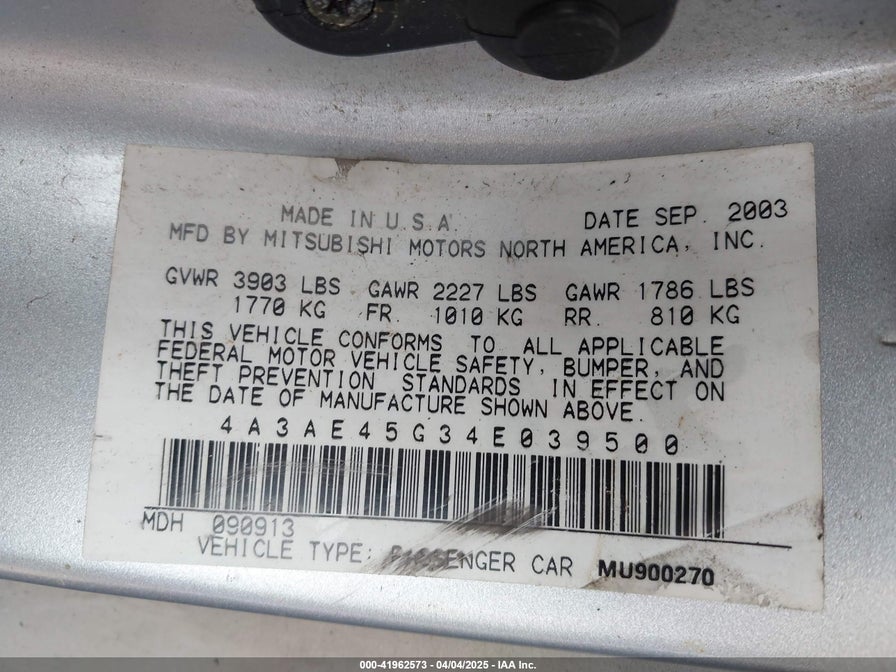 MADE IN U.S.A. DATE SEP. 2003
MFD BY MITSUBISHI MOTORS NORTH AMERICA, INC.
GVWR 3903 LBS GAWR 2227 LBS GAWR 1786 LBS
1770 KG FR. 1010 KG RR. 810 KG
THIS VEHICLE CONFORMS TO ALL APPLICABLE
FEDERAL MOTOR VEHICLE SAFETY, BUMPER, AND
THEFT PREVENTION STANDARDS IN EFFECT ON
THE DATE OF MANUFACTURE SHOWN ABOVE.
4A3AE45G34E039500
MDH 090913
VEHICLE TYPE: PASSENGER CAR MU900270
000-41962573 - 04/04/2025 - IAA Inc.